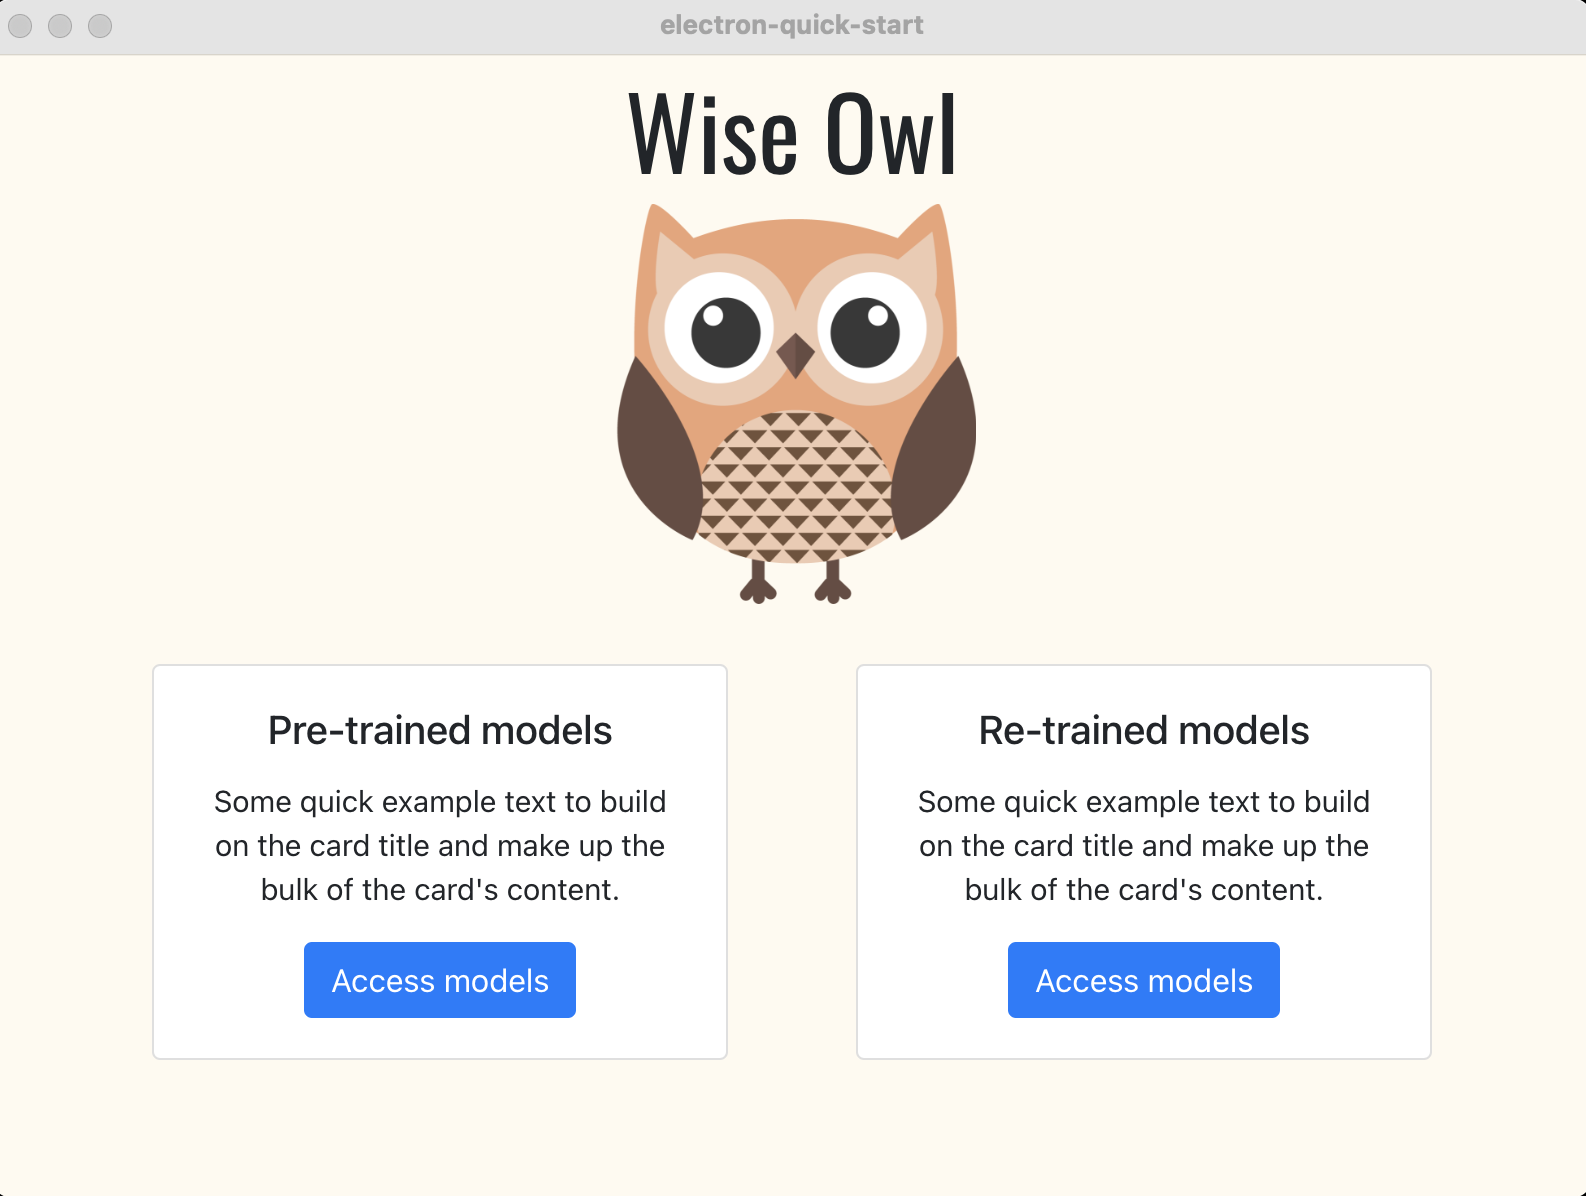 electron-quick-start
Wise Owl
Pre-trained models
Some quick example text to build
on the card title and make up the
bulk of the card's content.
Access models
Re-trained models
Some quick example text to build
on the card title and make up the
bulk of the card's content.
Access models